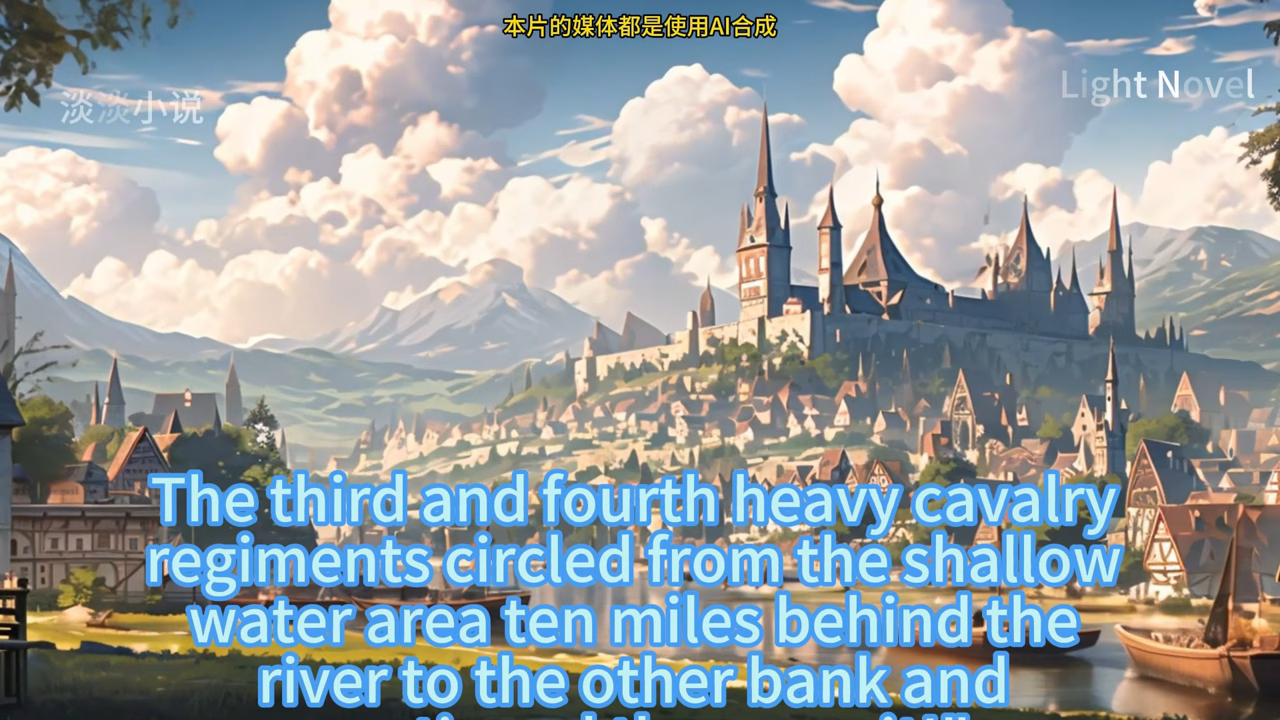 本片的媒体都是使用AI合成
淡淡小说
Light Novel
The third and fourth heavy cavalry
regiments circled from the shallow
water area ten miles behind the
river to the other bank and